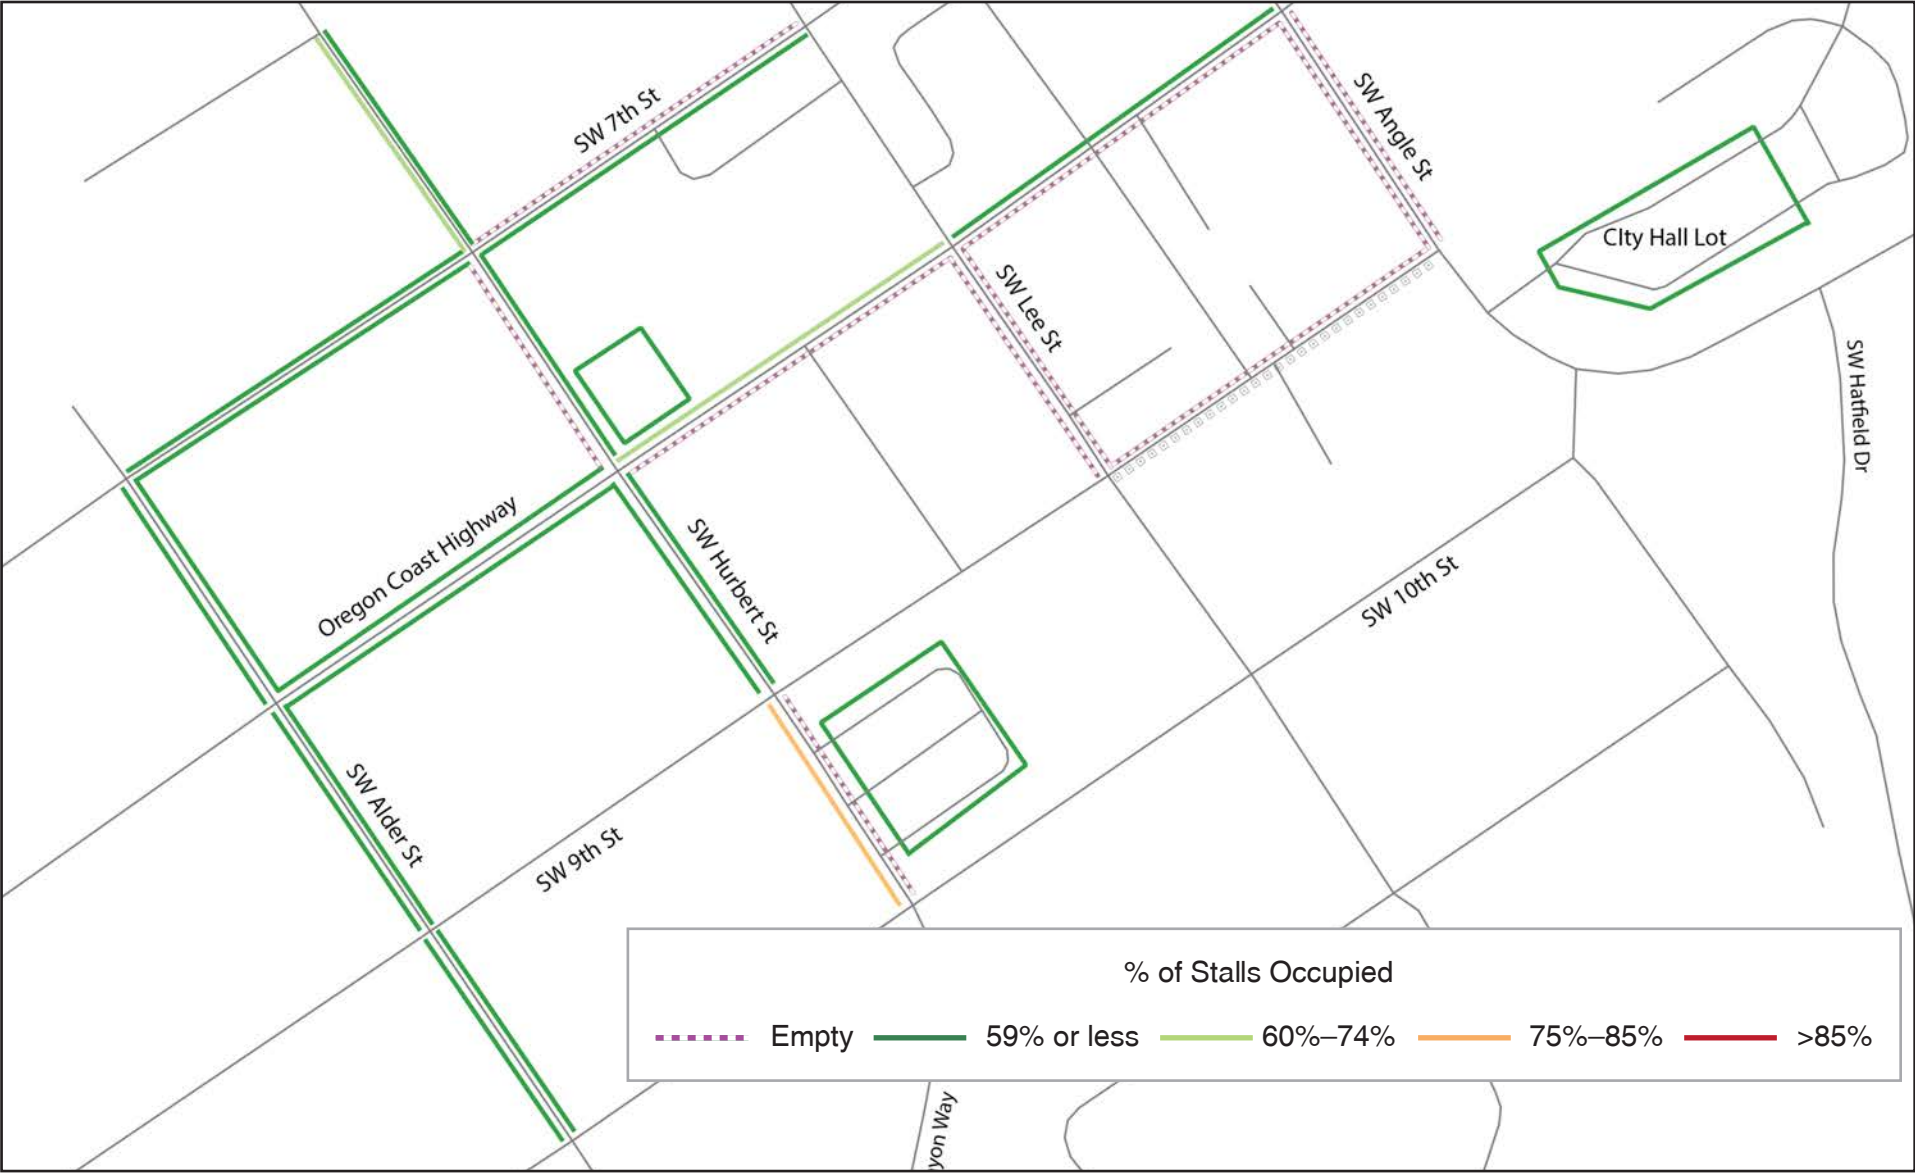 SW 7th St
SW Angle St
CIty Hall Lot
SW Lee St
SW Hatfield Dr
Oregon Coast Highway
SW Hurbert St
SW 10th St
SW Alder St
SW 9th St
% of Stalls Occupied
Empty 59% or less 60%–74% 75%–85% >85%
yon Way